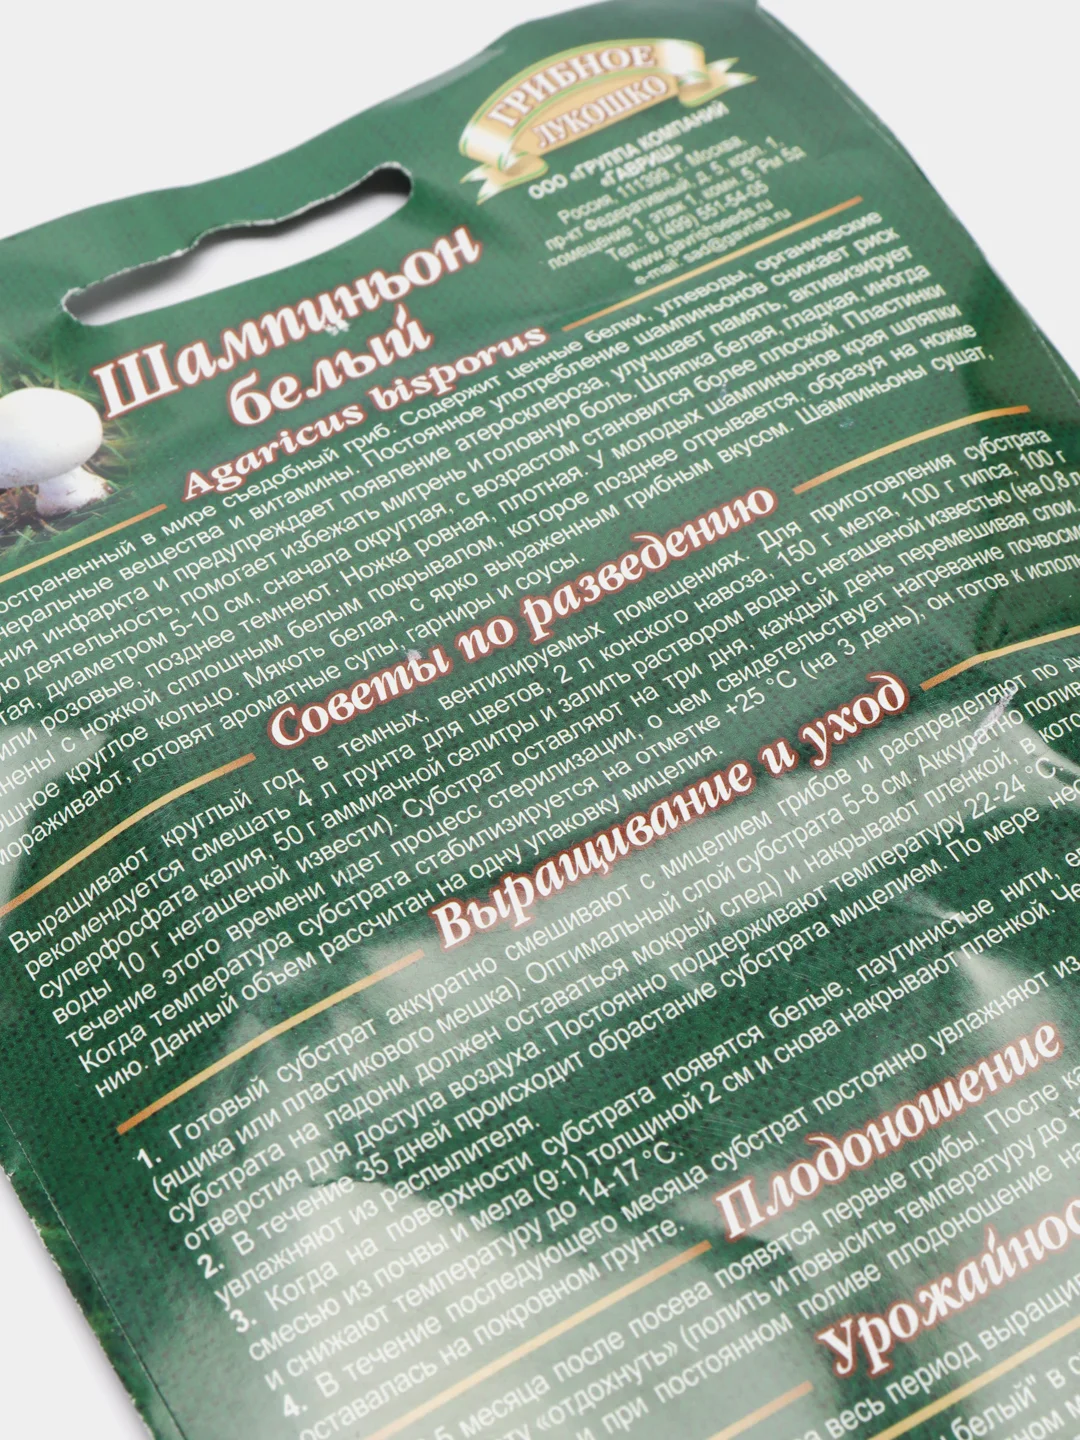 ГРИБНОЕ
ЛУКОШКО
ООО «ГРУППА КОМПАНИЙ
«ГАВРИШ»
Россия, 111399, г. Москва,
пр-кт Федеративный, д. 5, корп. 1,
помещение 1, этаж 1, комн. 5, Рм 5д
Тел.: 8 (499) 551-54-05
www.gavrishseeds.ru
e-mail: sad@gavrish.ru
Шампиньон
белый
Agaricus bisporus
остраненный в мире съедобный гриб. Содержит ценные белки, углеводы, органические
неральные вещества и витамины. Постоянное употребление шампиньонов снижает риск
ния инфаркта и предупреждает появление атеросклероза, улучшает память, активизирует
ую деятельность, помогает избежать мигрень и головную боль. Шляпка белая, гладкая, иногда
тая, диаметром 5-10 см, сначала округлая, с возрастом становится более плоской. Пластинки
или розовые, позднее темнеют. Ножка ровная, плотная. У молодых шампиньонов края шляпки
нены с ножкой сплошным белым покрывалом, которое позднее отрывается, образуя на ножке
ошное круглое кольцо. Мякоть белая, с ярко выраженным грибным вкусом. Шампиньоны сушат,
мораживают, готовят ароматные супы, гарниры и соусы.
Советы по разведению
Выращивают круглый год в темных, вентилируемых помещениях. Для приготовления субстрата
рекомендуется смешать 4 л грунта для цветов, 2 л конского навоза, 150 г мела, 100 г гипса, 100 г
суперфосфата калия, 50 г аммиачной селитры и залить раствором воды с негашеной известью (на 0,8 л
воды 10 г негашеной извести). Субстрат оставляют на три дня, каждый день перемешивая слои.
течение этого времени идет процесс стерилизации, о чем свидетельствует нагревание почвосм
Когда температура субстрата стабилизируется на отметке +25 °С (на 3 день), он готов к исполь
нию. Данный объем рассчитан на одну упаковку мицелия.
Выращивание и уход
1. Готовый субстрат аккуратно смешивают с мицелием грибов и распределяют по д
(ящика или пластикового мешка). Оптимальный слой субстрата 5-8 см. Аккуратно полив
субстрата на ладони должен оставаться мокрый след) и накрывают пленкой, в кото
отверстия для доступа воздуха. Постоянно поддерживают температуру 22-24 °С.
2. В течение 35 дней происходит обрастание субстрата мицелием. По мере нео
увлажняют из распылителя.
3. Когда на поверхности субстрата появятся белые, паутинистые нити, е
смесью из почвы и мела (9:1) толщиной 2 см и снова накрывают пленкой. Че
и снижают температуру до 14-17 °С.
4. В течение последующего месяца субстрат постоянно увлажняют из
оставалась на покровном грунте.
Плодоношение
5 месяца после посева появятся первые грибы. После ка
ту «отдохнуть» (полить и повысить температуру до +
и при постоянном поливе плодоношение на
Урожайнос
весь период выращи
н белый" в с